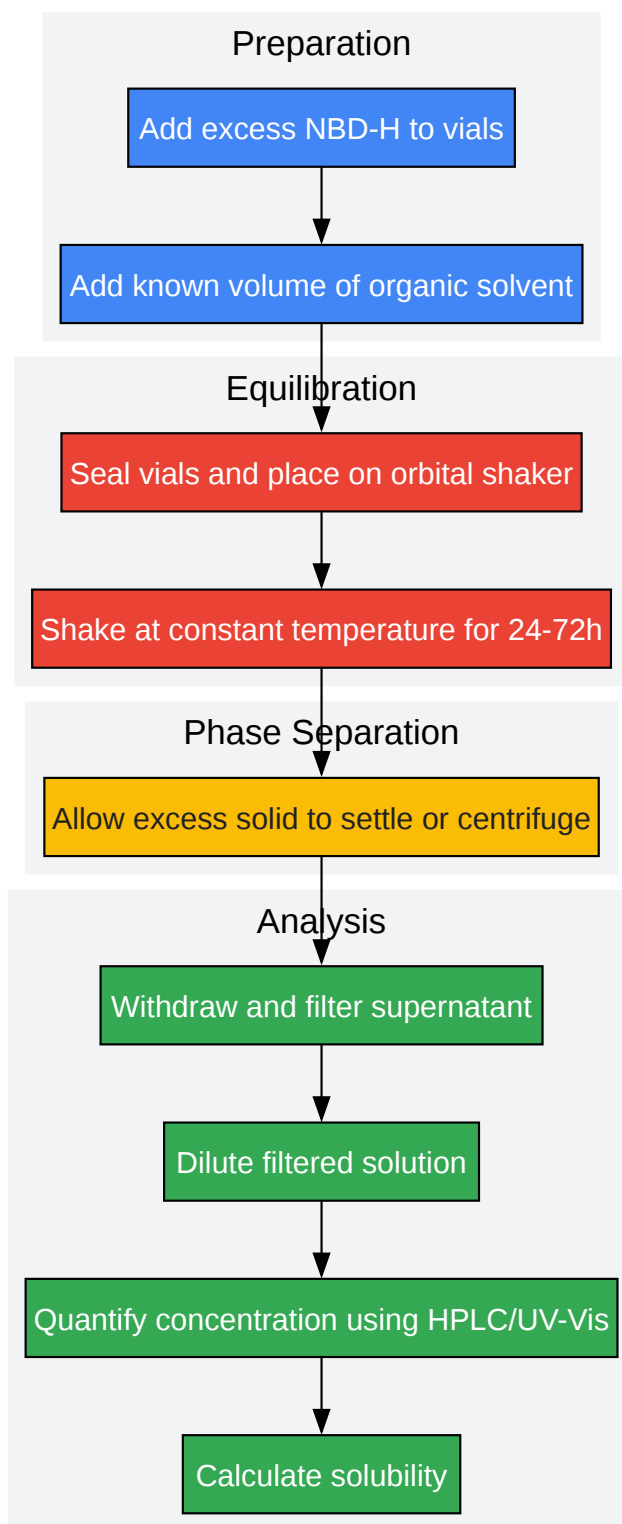 Preparation
Add excess NBD-H to vials
Add known volume of organic solvent
Equilibration
Seal vials and place on orbital shaker
Shake at constant temperature for 24-72h
Phase Separation
Allow excess solid to settle or centrifuge
Analysis
Withdraw and filter supernatant
Dilute filtered solution
Quantify concentration using HPLC/UV-Vis
Calculate solubility